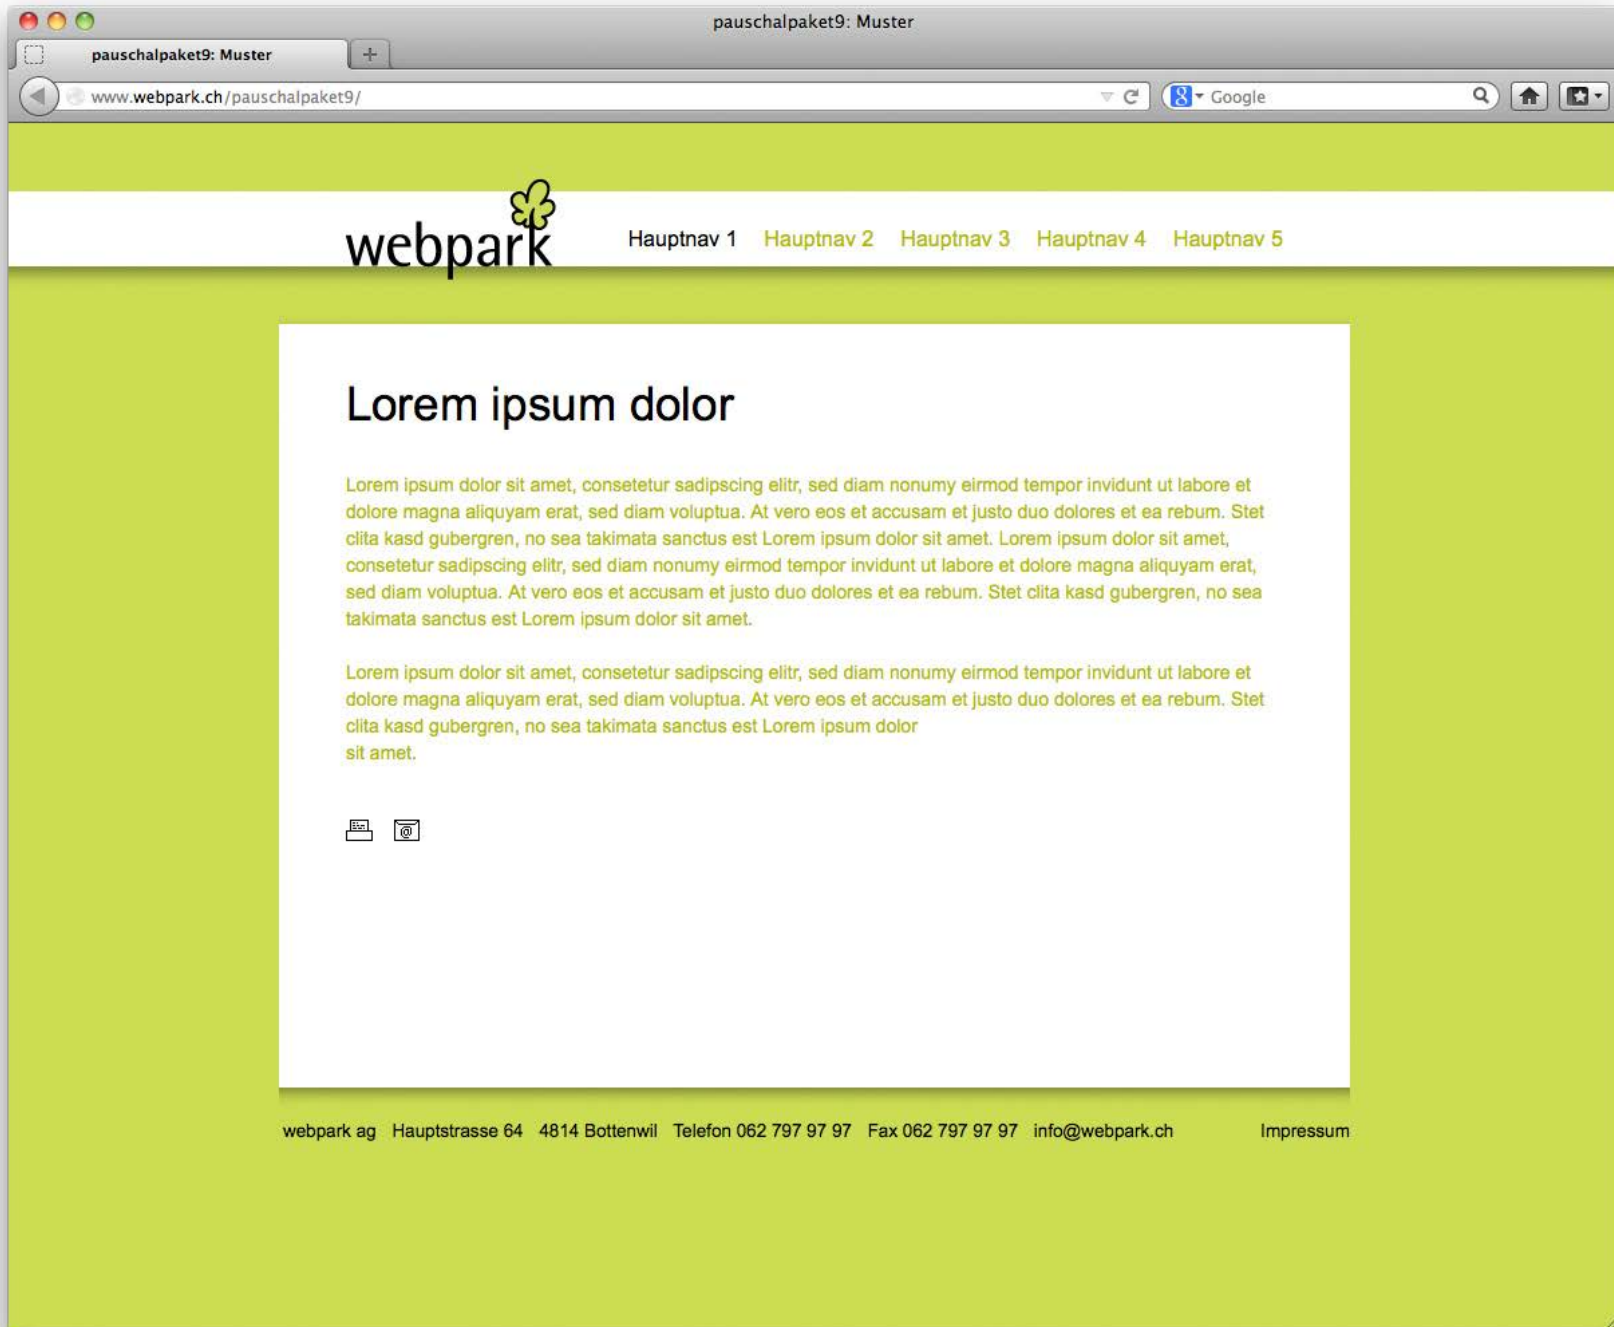 pauschalpaket9: Muster
pauschalpaket9: Muster
www.webpark.ch/pauschalpaket9/ Google
webpark Hauptnav 1 Hauptnav 2 Hauptnav 3 Hauptnav 4 Hauptnav 5
Lorem ipsum dolor
Lorem ipsum dolor sit amet, consetetur sadipscing elitr, sed diam nonumy eirmod tempor invidunt ut labore et
dolore magna aliquyam erat, sed diam voluptua. At vero eos et accusam et justo duo dolores et ea rebum. Stet
clita kasd gubergren, no sea takimata sanctus est Lorem ipsum dolor sit amet. Lorem ipsum dolor sit amet,
consetetur sadipscing elitr, sed diam nonumy eirmod tempor invidunt ut labore et dolore magna aliquyam erat,
sed diam voluptua. At vero eos et accusam et justo duo dolores et ea rebum. Stet clita kasd gubergren, no sea
takimata sanctus est Lorem ipsum dolor sit amet.
Lorem ipsum dolor sit amet, consetetur sadipscing elitr, sed diam nonumy eirmod tempor invidunt ut labore et
dolore magna aliquyam erat, sed diam voluptua. At vero eos et accusam et justo duo dolores et ea rebum. Stet
clita kasd gubergren, no sea takimata sanctus est Lorem ipsum dolor
sit amet.
webpark ag Hauptstrasse 64 4814 Bottenwil Telefon 062 797 97 97 Fax 062 797 97 97 info@webpark.ch Impressum